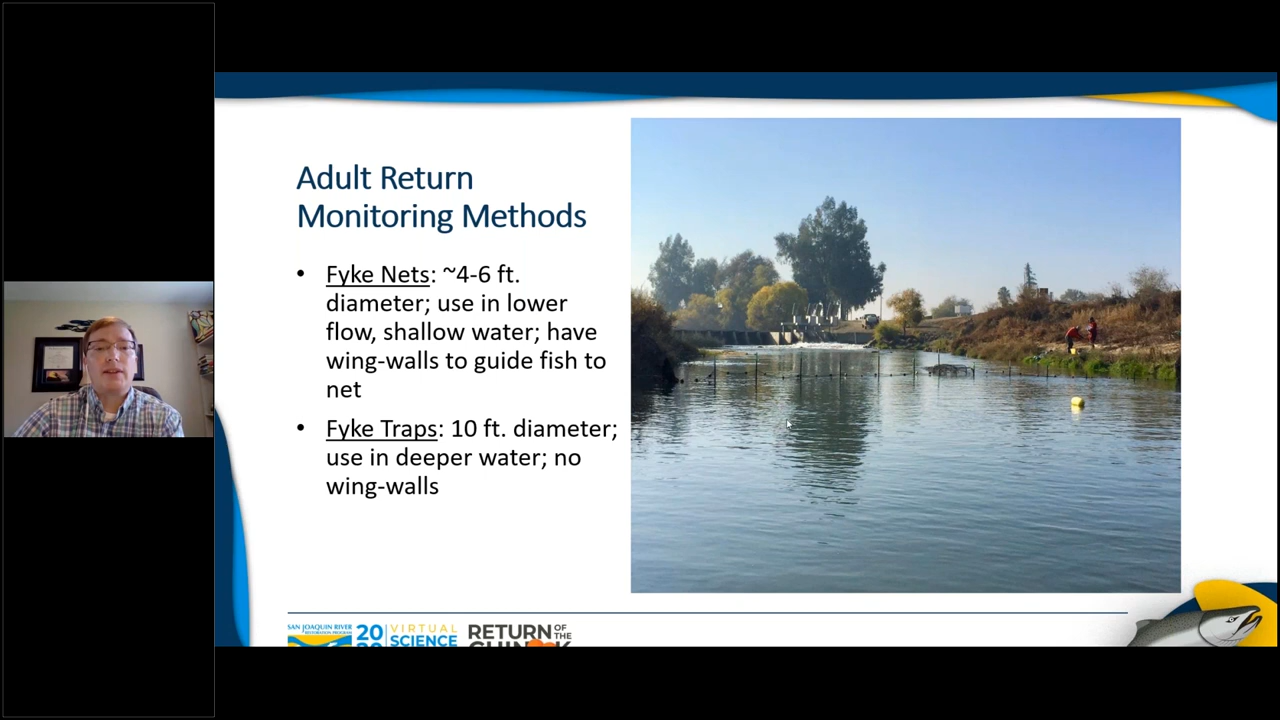 Adult Return
Monitoring Methods
• Fyke Nets: ~4-6 ft.
diameter; use in lower
flow, shallow water; have
wing-walls to guide fish to
net
• Fyke Traps: 10 ft. diameter;
use in deeper water; no
wing-walls
SAN JOAQUIN RIVER
RESTORATION PROGRAM
20
VIRTUAL
SCIENCE
RETURN OF THE